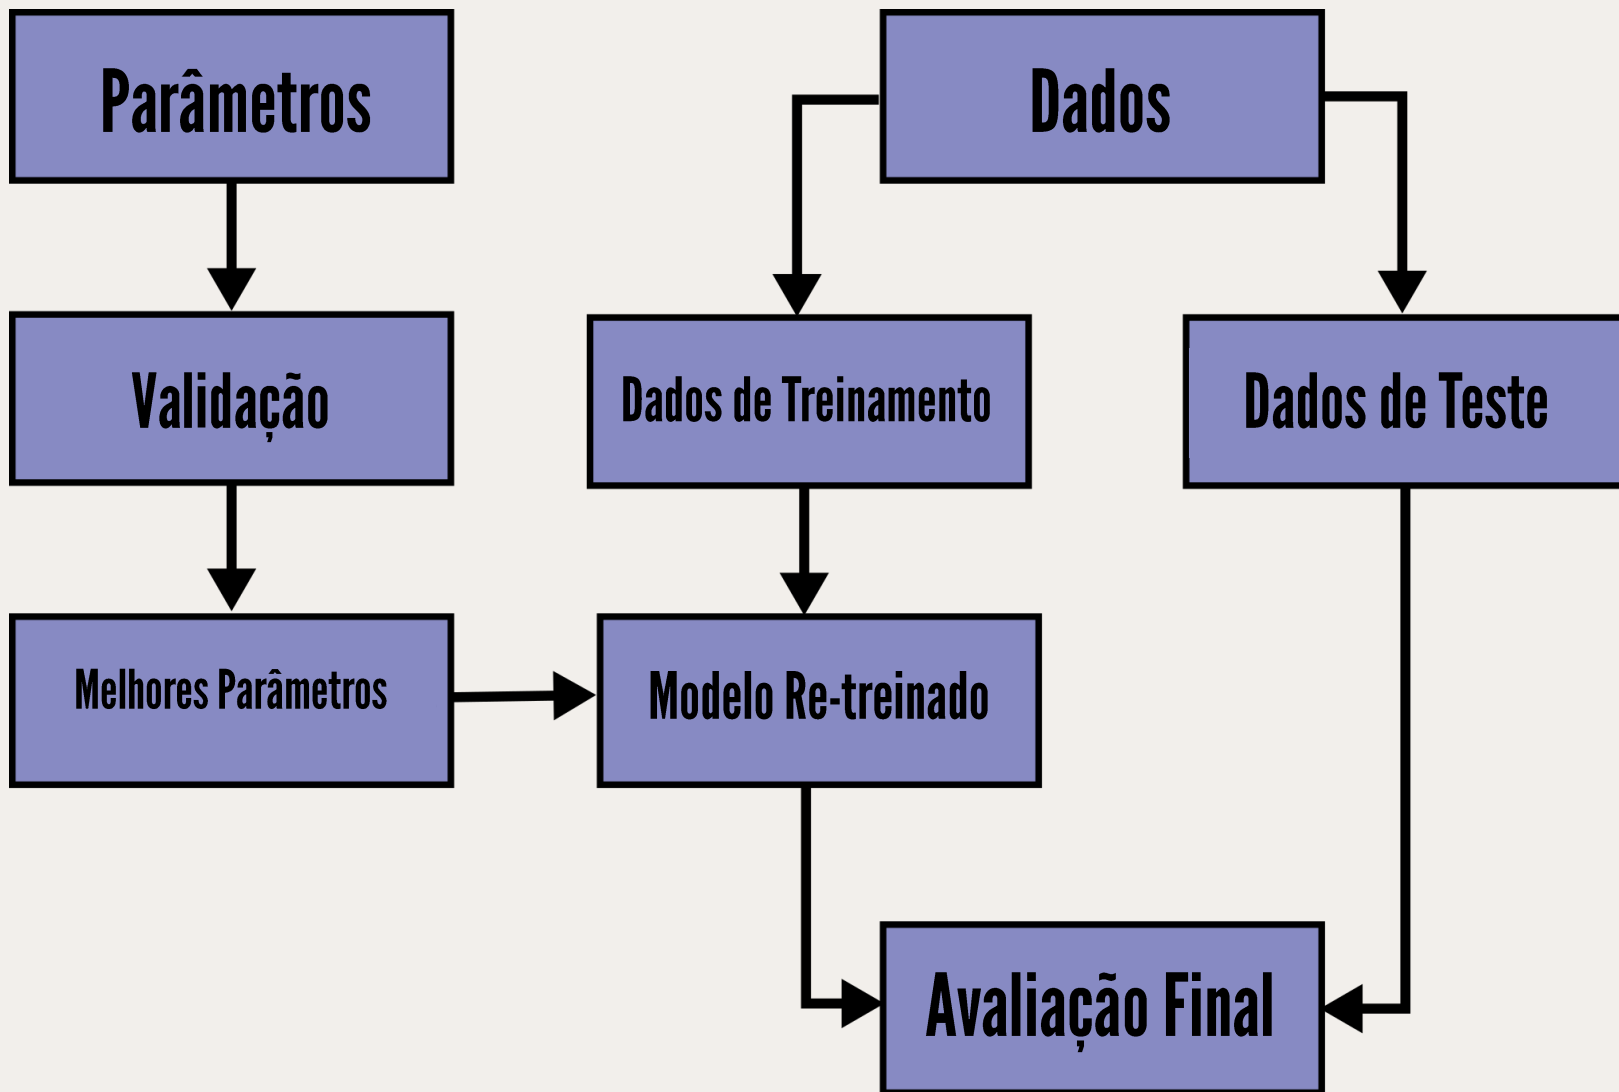 Parâmetros
Dados
Validação
Dados de Treinamento
Dados de Teste
Melhores Parâmetros
Modelo Re-treinado
Avaliação Final